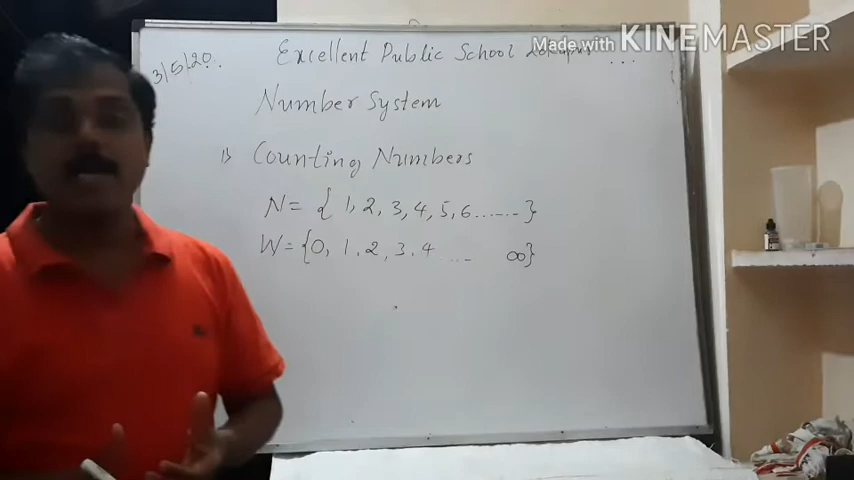 Made with KINEMASTER
3/5/20. Excellent Public School
Number System
1) Counting Numbers
N = { 1, 2, 3, 4, 5, 6 ....... }
W = {0, 1, 2, 3, 4 ..... ∞}